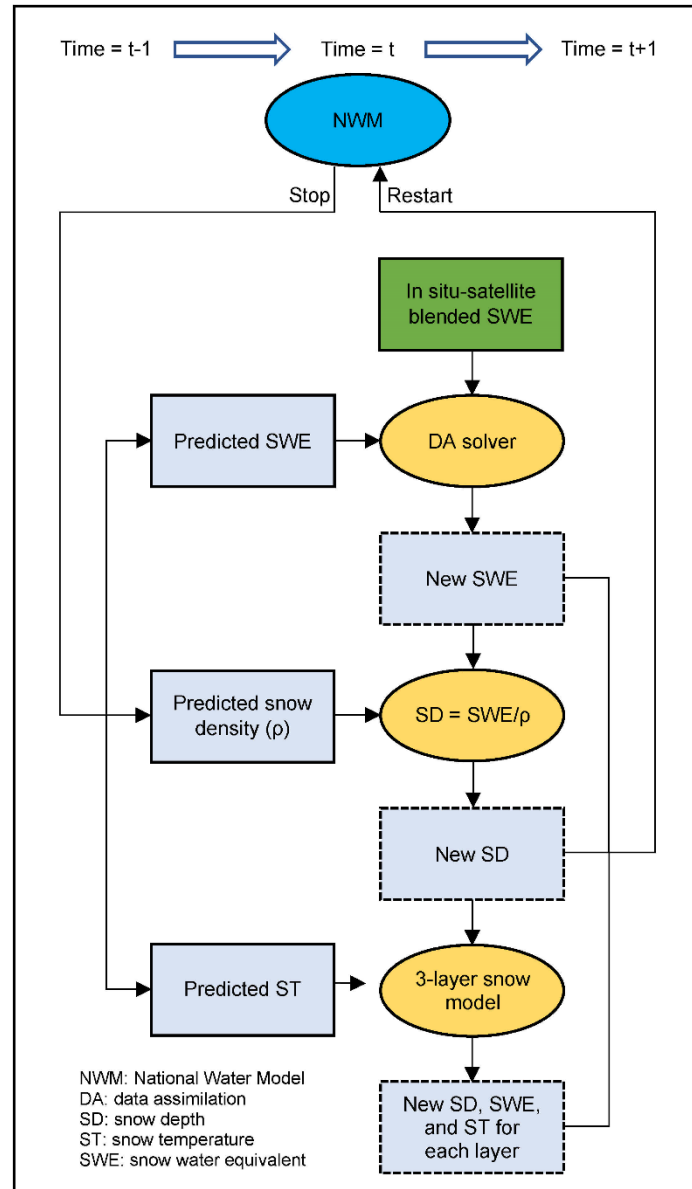 Time = t-1
Time = t
Time = t+1
NWM
Stop
Restart
In situ-satellite
blended SWE
Predicted SWE
DA solver
New SWE
Predicted snow
density (ρ)
SD = SWE/ρ
New SD
Predicted ST
3-layer snow
model
New SD, SWE,
and ST for
each layer
NWM: National Water Model
DA: data assimilation
SD: snow depth
ST: snow temperature
SWE: snow water equivalent